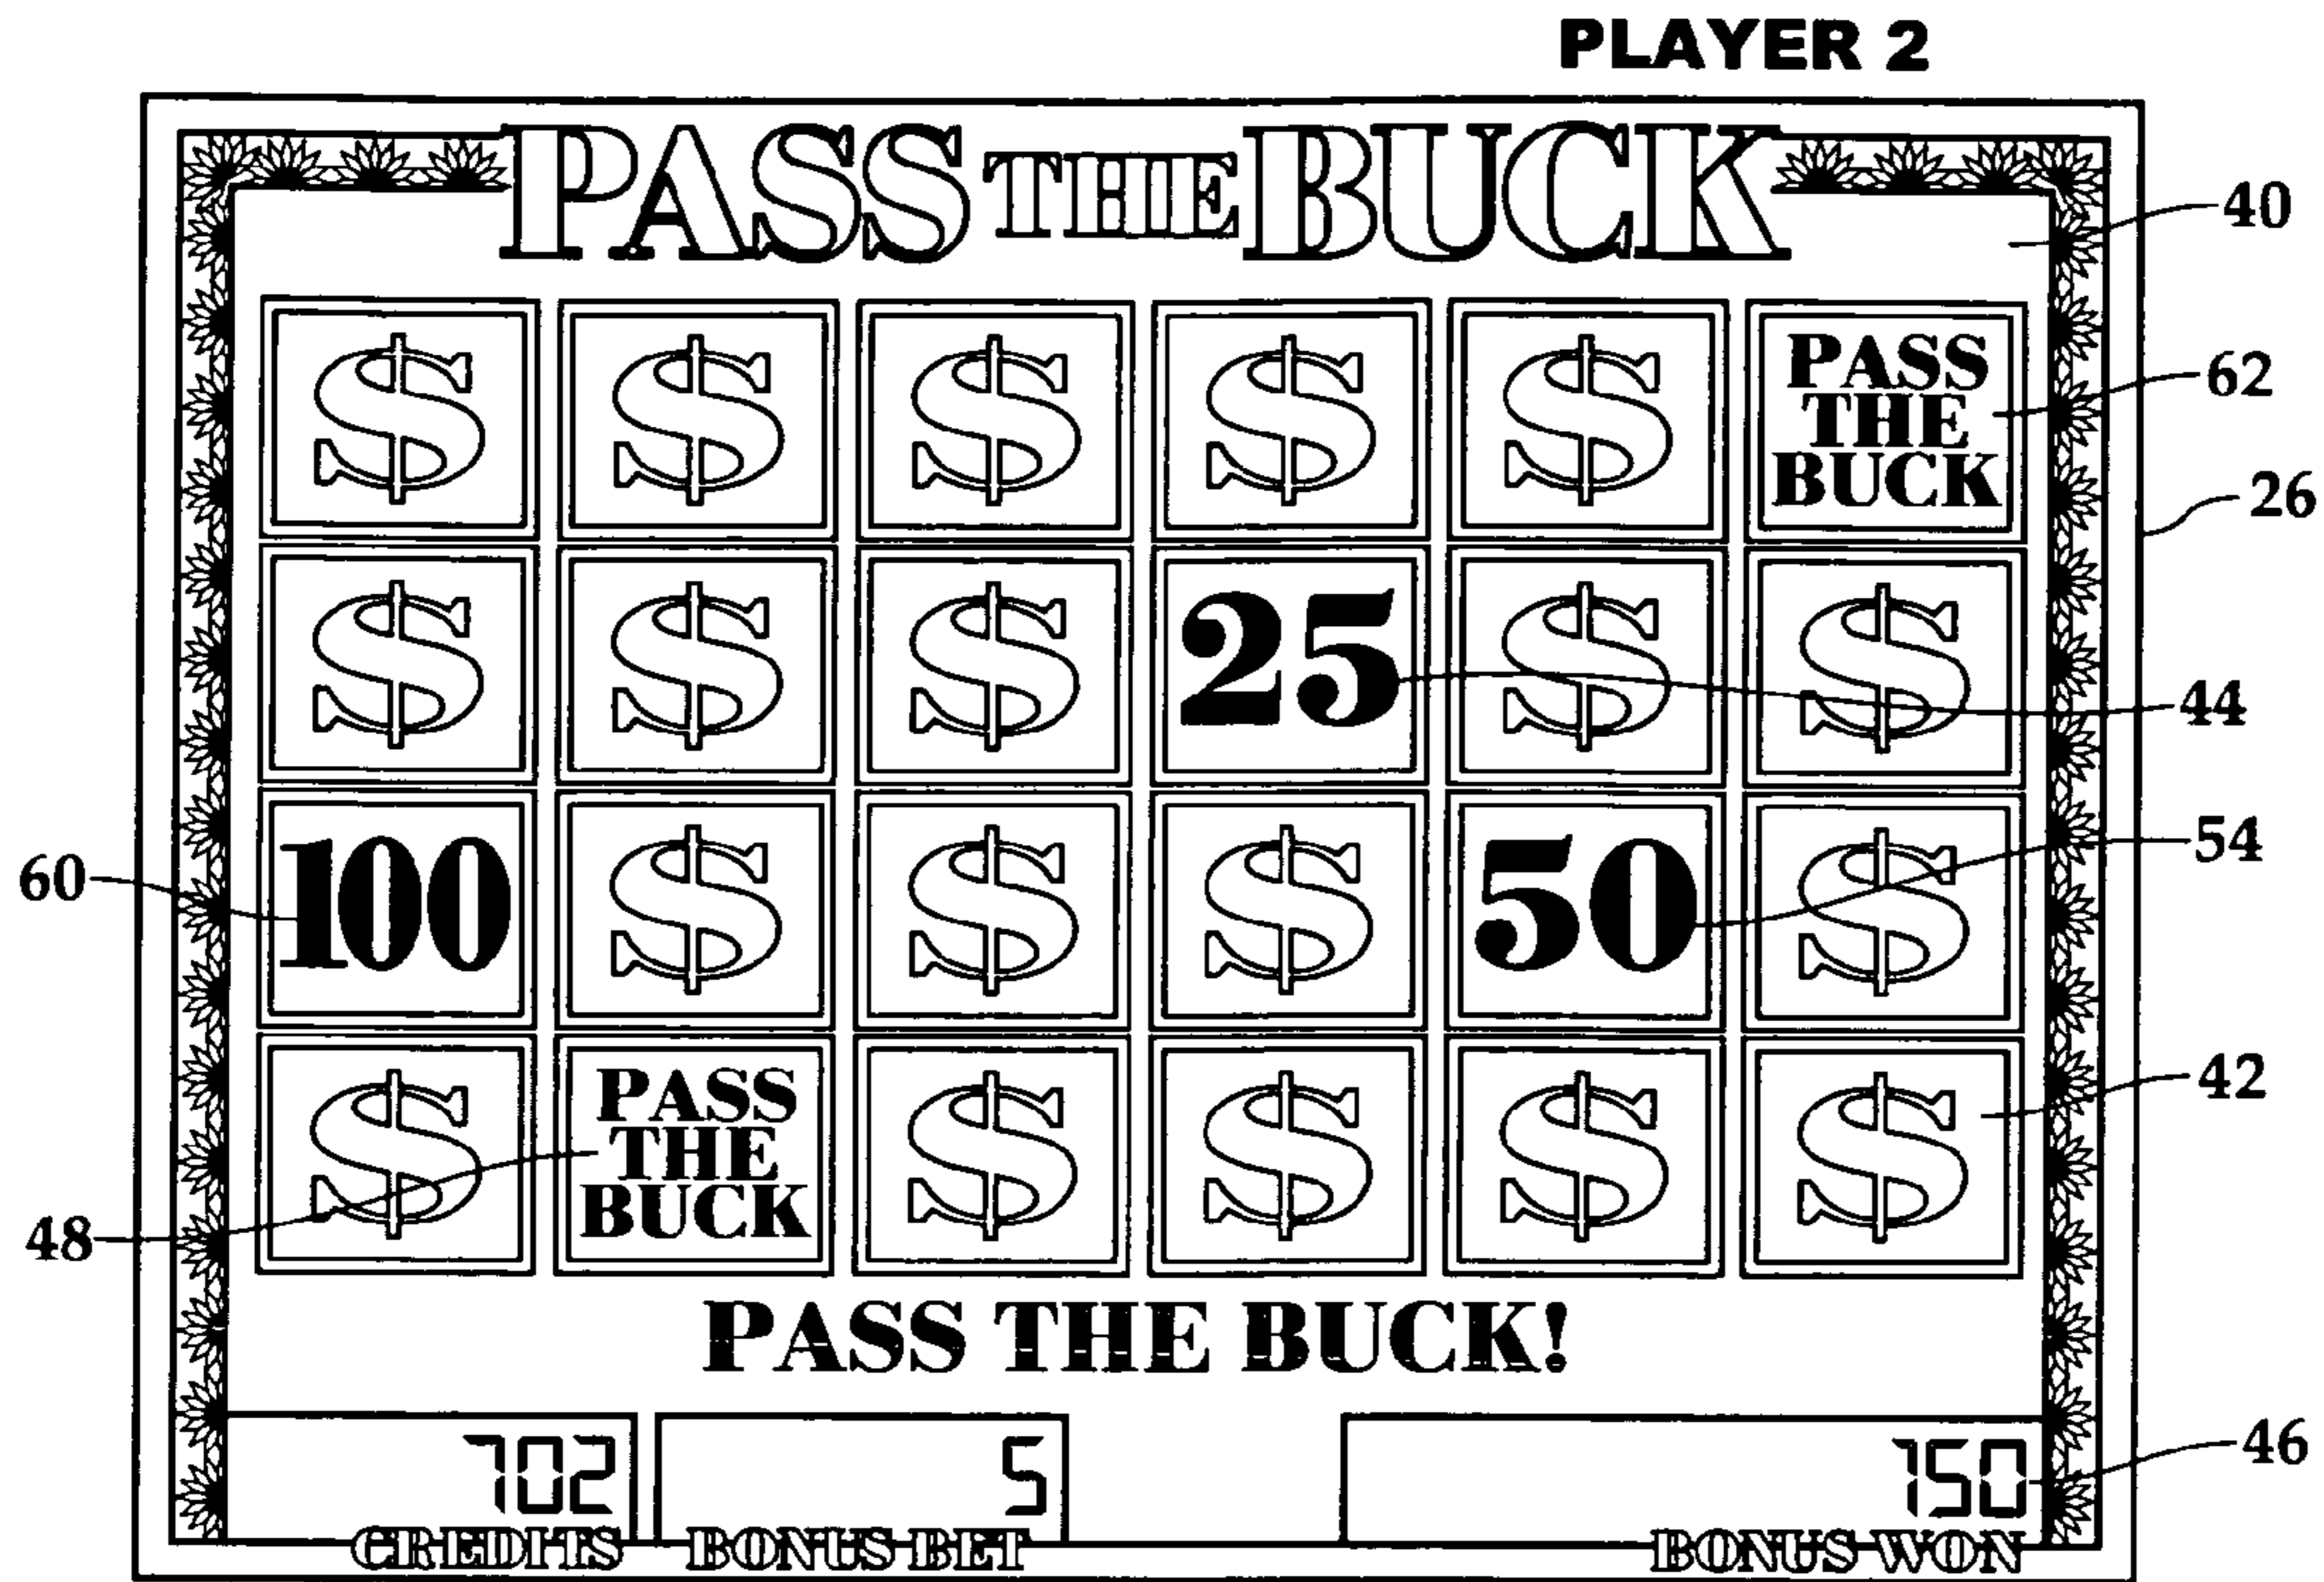 PLAYER 2
PASS THE BUCK
40
$ $ $ $ $ PASS THE BUCK
62
26
$ $ $ 25 $ $
44
54
60
100 $ $ $ 50 $
42
$ PASS THE BUCK $ $ $ $
48
PASS THE BUCK!
702 5 150
46
CREDITS BONUS BET BONUS WON